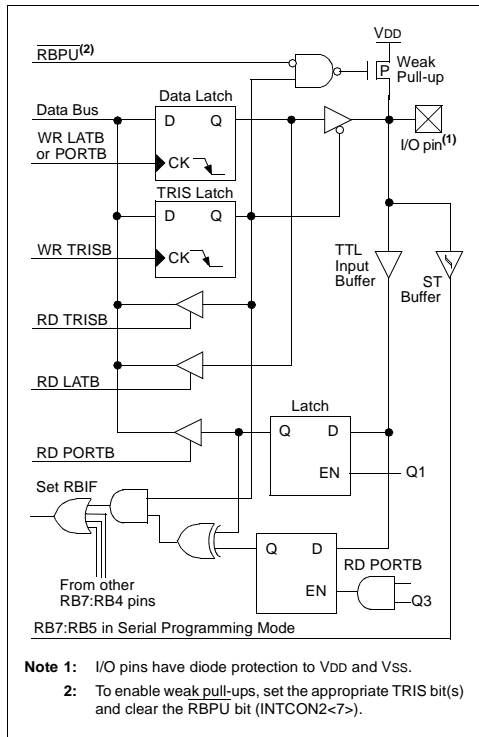 VDD
RBPU(2)
Weak
Pull-up
P
Data Bus
Data Latch
D Q
WR LATB
or PORTB
CK
I/O pin(1)
TRIS Latch
D Q
WR TRISB
CK
TTL
Input
Buffer
ST
Buffer
RD TRISB
RD LATB
Latch
Q D
RD PORTB
EN Q1
Set RBIF
Q D
RD PORTB
EN
Q3
From other
RB7:RB4 pins
RB7:RB5 in Serial Programming Mode
Note 1: I/O pins have diode protection to VDD and VSS.
2: To enable weak pull-ups, set the appropriate TRIS bit(s)
and clear the RBPU bit (INTCON2<7>).